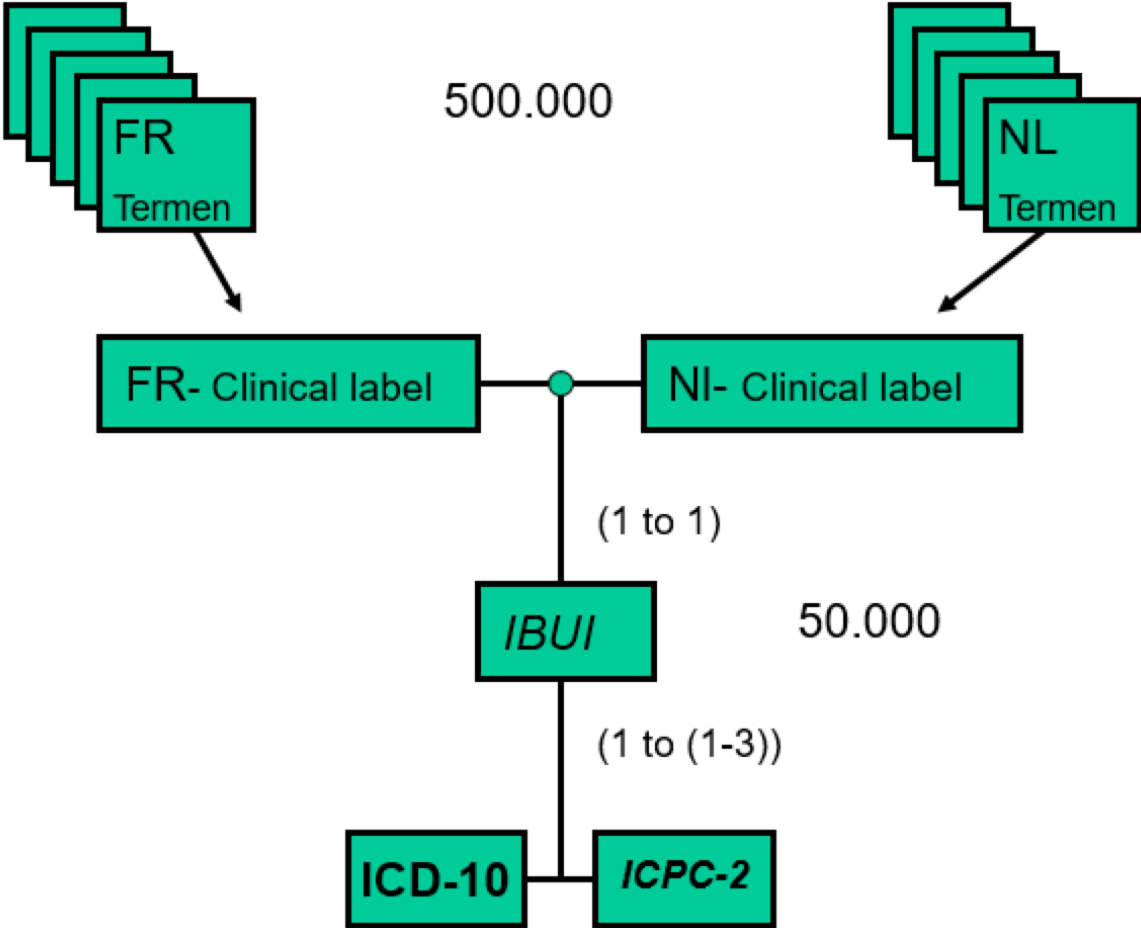 FR
Termen
500.000
NL
Termen
FR- Clinical label
Nl- Clinical label
(1 to 1)
IBUI
50.000
(1 to (1-3))
ICD-10
ICPC-2